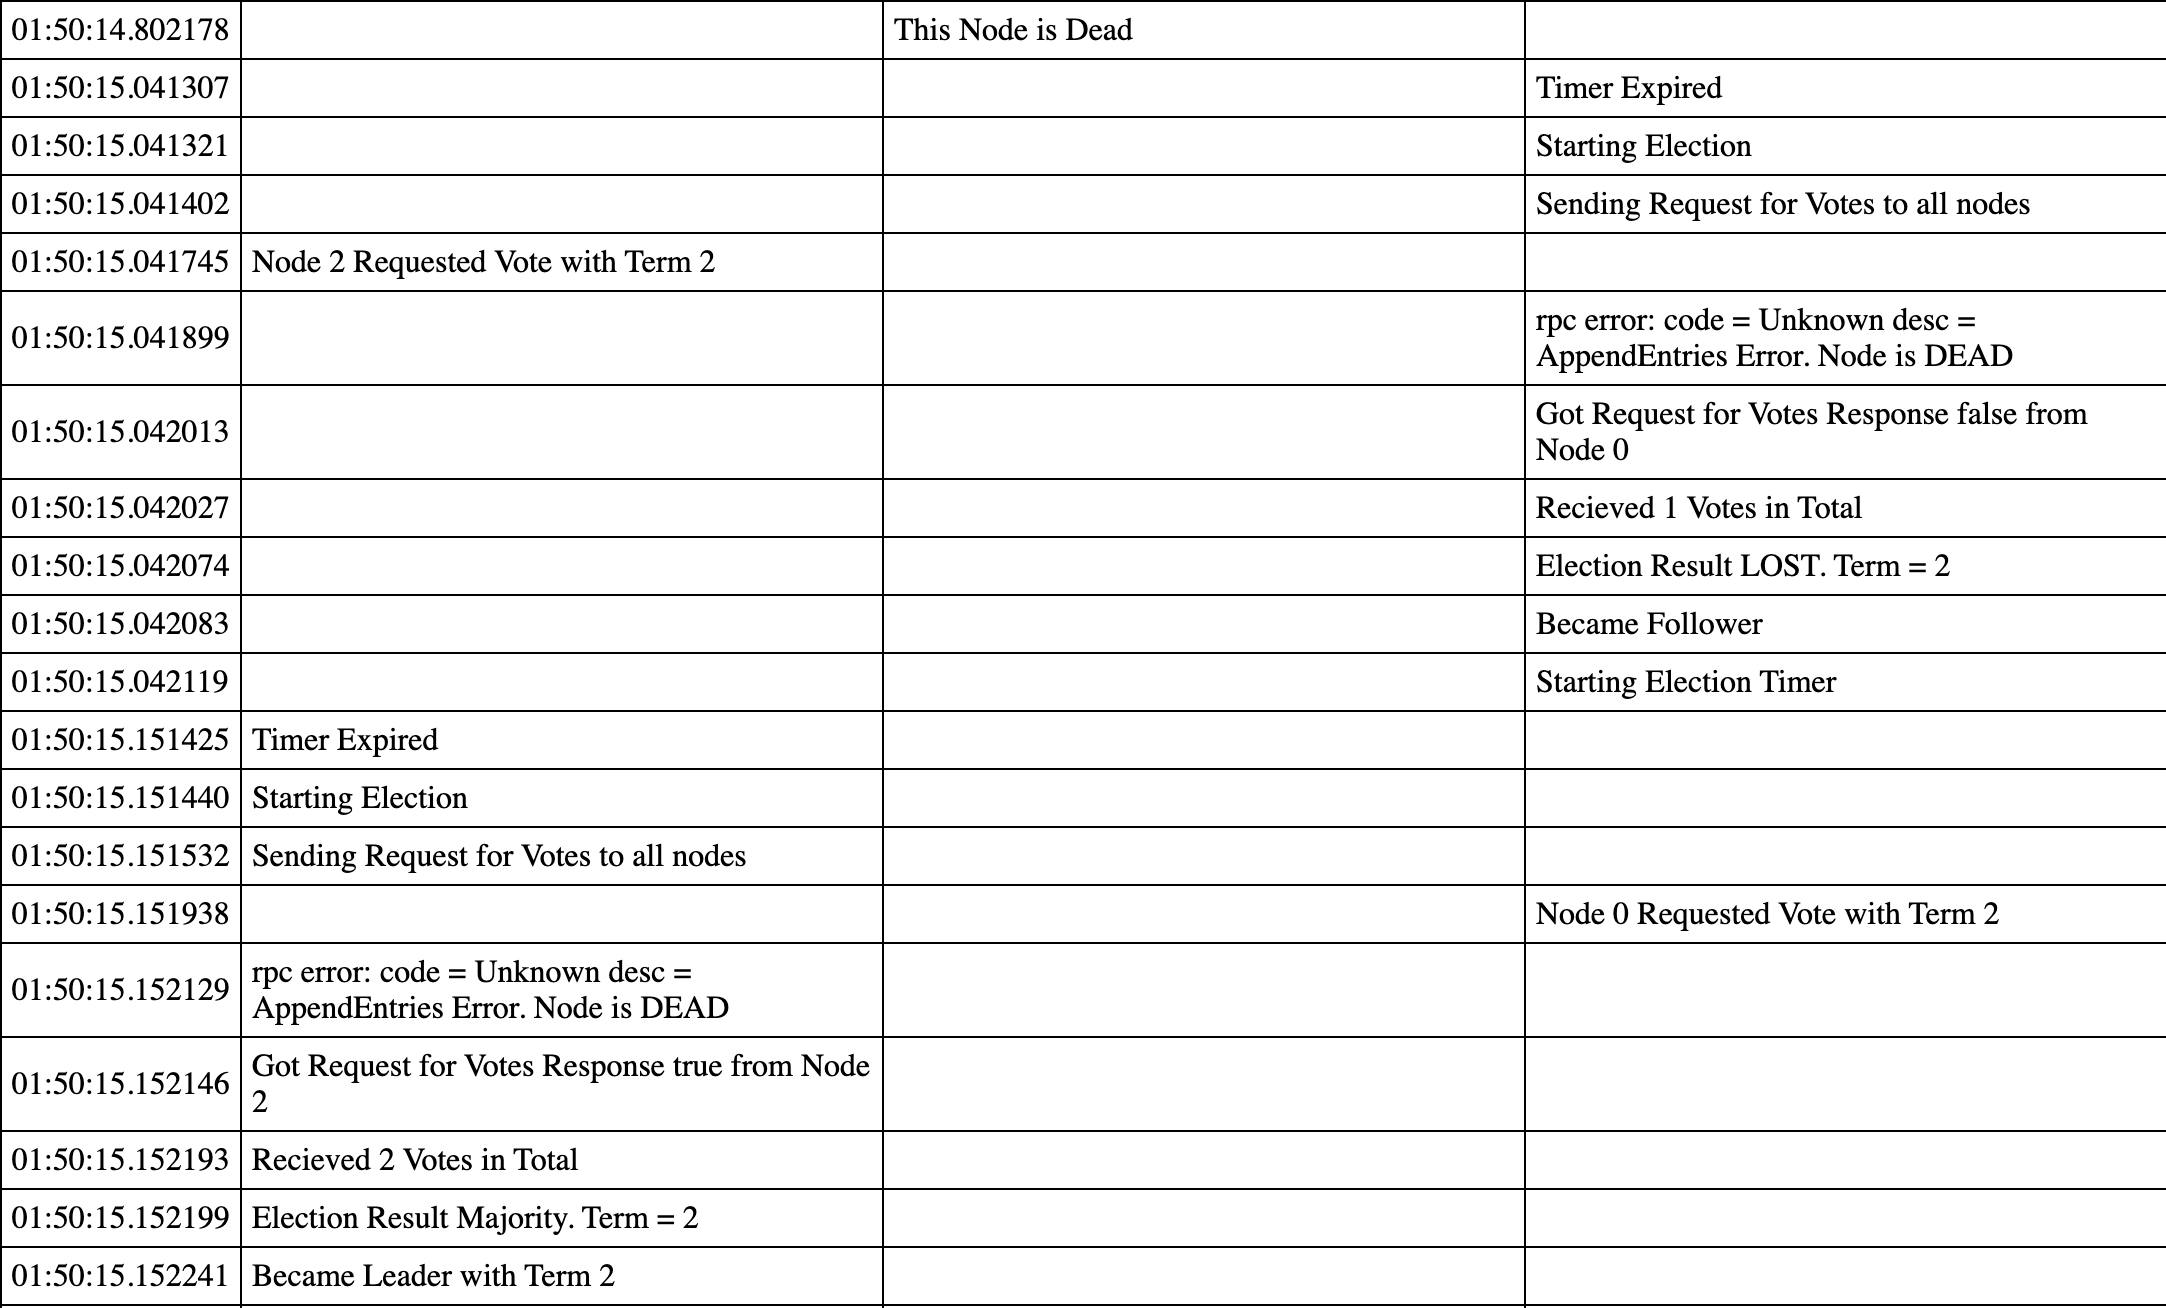 01:50:14.802178 This Node is Dead
01:50:15.041307 Timer Expired
01:50:15.041321 Starting Election
01:50:15.041402 Sending Request for Votes to all nodes
01:50:15.041745 Node 2 Requested Vote with Term 2
01:50:15.041899 rpc error: code = Unknown desc =
AppendEntries Error. Node is DEAD
01:50:15.042013 Got Request for Votes Response false from
Node 0
01:50:15.042027 Recieved 1 Votes in Total
01:50:15.042074 Election Result LOST. Term = 2
01:50:15.042083 Became Follower
01:50:15.042119 Starting Election Timer
01:50:15.151425 Timer Expired
01:50:15.151440 Starting Election
01:50:15.151532 Sending Request for Votes to all nodes
01:50:15.151938 Node 0 Requested Vote with Term 2
01:50:15.152129 rpc error: code = Unknown desc =
AppendEntries Error. Node is DEAD
01:50:15.152146 Got Request for Votes Response true from Node
2
01:50:15.152193 Recieved 2 Votes in Total
01:50:15.152199 Election Result Majority. Term = 2
01:50:15.152241 Became Leader with Term 2